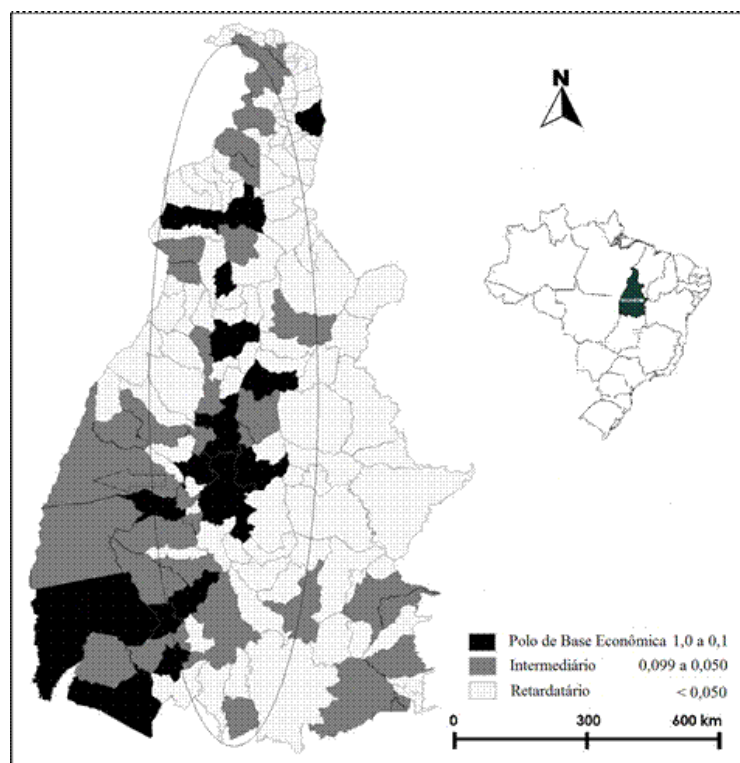 N
Polo de Base Econômica 1,0 a 0,1
Intermediário 0,099 a 0,050
Retardatário < 0,050
0 300 600 km